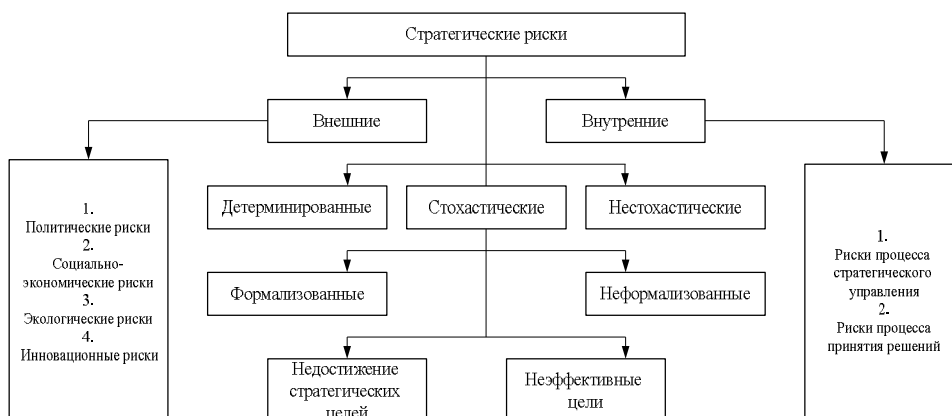 Стратегические риски
Внешние
Внутренние
1.
Политические риски
2.
Социально-
экономические риски
3.
Экологические риски
4.
Инновационные риски
Детерминированные
Стохастические
Нестохастические
1.
Риски процесса
стратегического
управления
2.
Риски процесса
принятия решений
Формализованные
Неформализованные
Недостижение
стратегических
целей
Неэффективные
цели